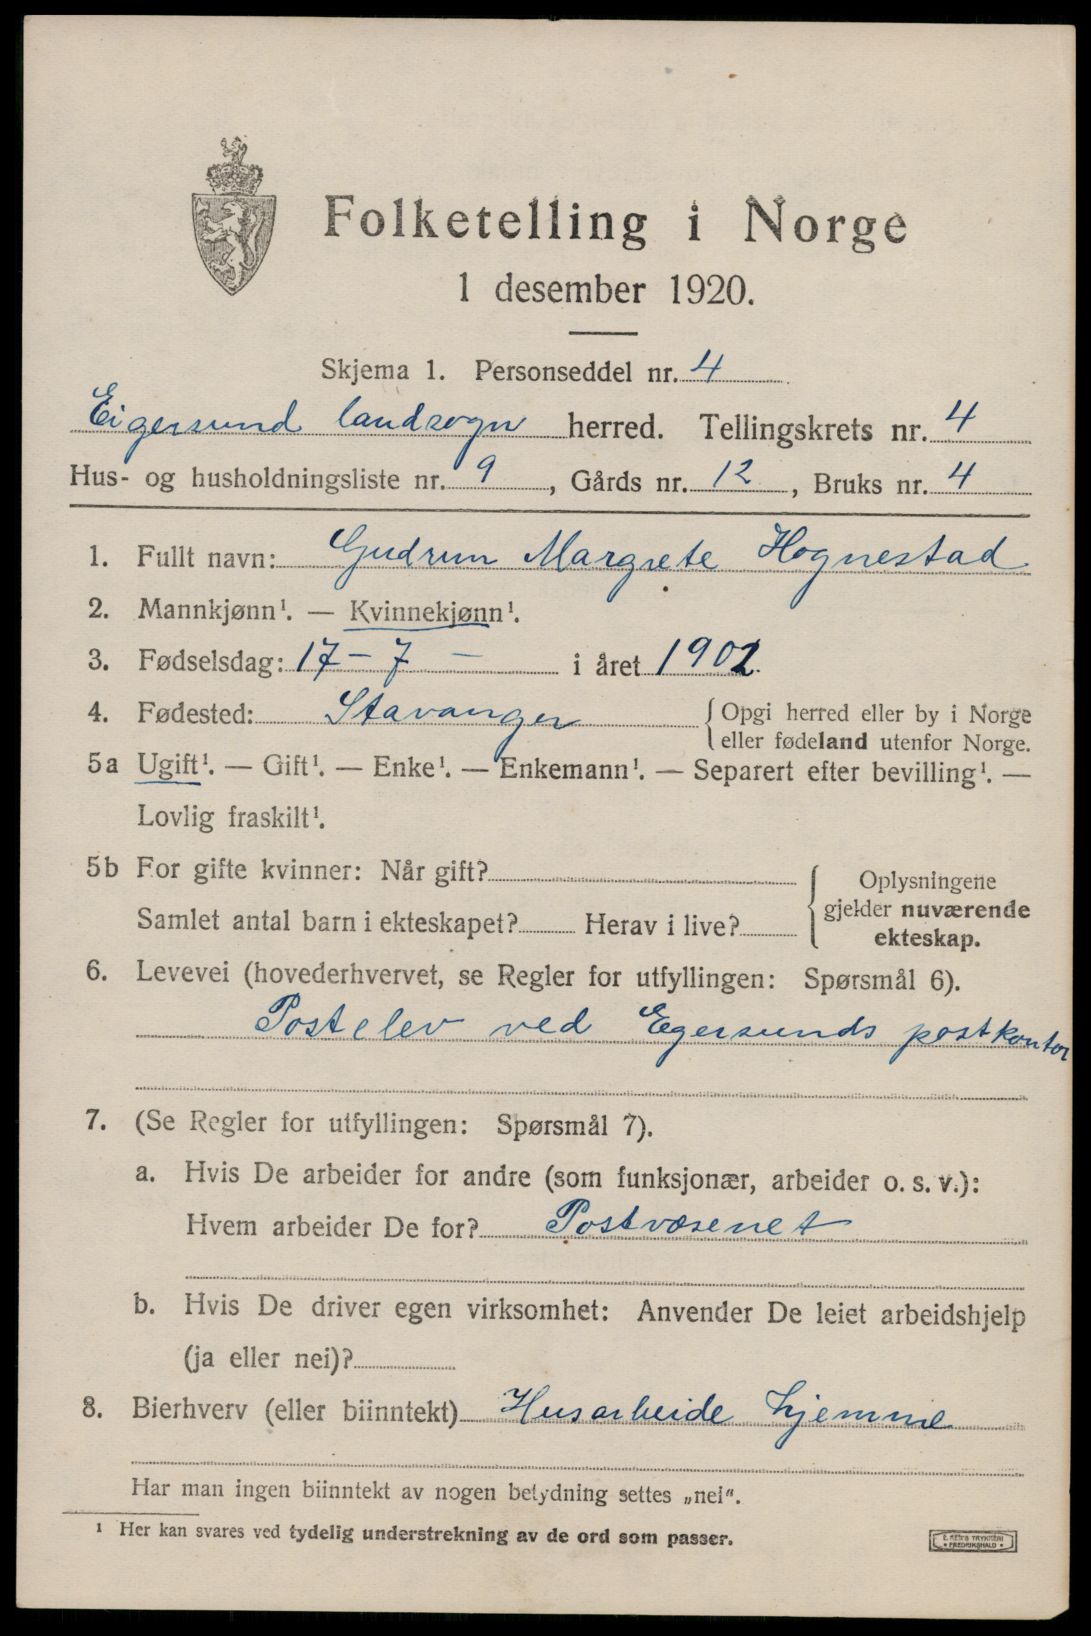 Folketelling i Norge
1 desember 1920.
Skjema 1. Personseddel nr. 4
Eigersund landsogn herred. Tellingskrets nr. 4
Hus- og husholdningsliste nr. 9, Gårds nr. 12, Bruks nr. 4
1. Fullt navn: Gudrun Margrete Hognestad
2. Mannkjønn¹. — Kvinnekjønn¹.
3. Fødselsdag: 17 – 7 – i året 1902.
4. Fødested: Stavanger { Opgi herred eller by i Norge
eller fødeland utenfor Norge.
5a Ugift¹. — Gift¹. — Enke¹. — Enkemann¹. — Separert efter bevilling¹. —
Lovlig fraskilt¹.
5b For gifte kvinner: Når gift?
Samlet antal barn i ekteskapet? Herav i live?
{ Oplysningene
gjelder nuværende
ekteskap.
6. Levevei (hovederhvervet, se Regler for utfyllingen: Spørsmål 6).
Postelev ved Egersunds postkontor
7. (Se Regler for utfyllingen: Spørsmål 7).
a. Hvis De arbeider for andre (som funksjonær, arbeider o. s. v.):
Hvem arbeider De for? Postvæsenet
b. Hvis De driver egen virksomhet: Anvender De leiet arbeidshjelp
(ja eller nei)?
8. Bierhverv (eller biinntekt) Husarbeide hjemme
Har man ingen biinntekt av nogen betydning settes „nei“.
¹ Her kan svares ved tydelig understrekning av de ord som passer.
TRYKKERI
• FREDRIKSHALD •